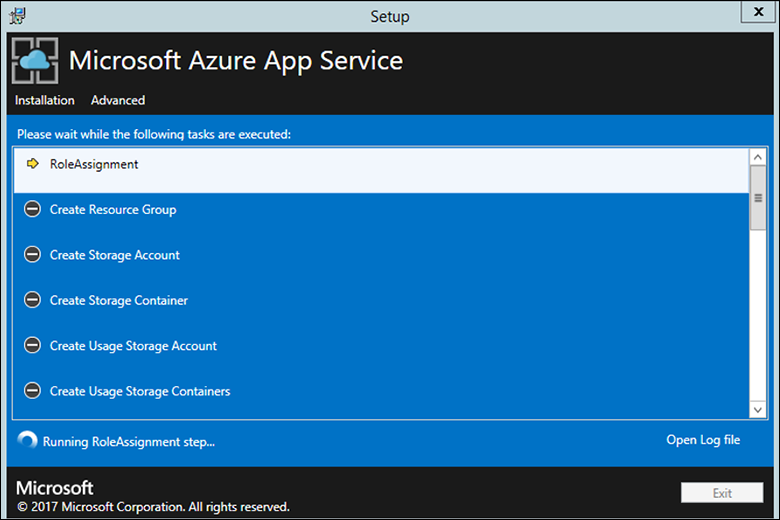 Setup
X
Microsoft Azure App Service
Installation Advanced
Please wait while the following tasks are executed:
RoleAssignment
Create Resource Group
Create Storage Account
Create Storage Container
Create Usage Storage Account
Create Usage Storage Containers
Running RoleAssignment step...
Open Log file
Microsoft
© 2017 Microsoft Corporation. All rights reserved.
Exit